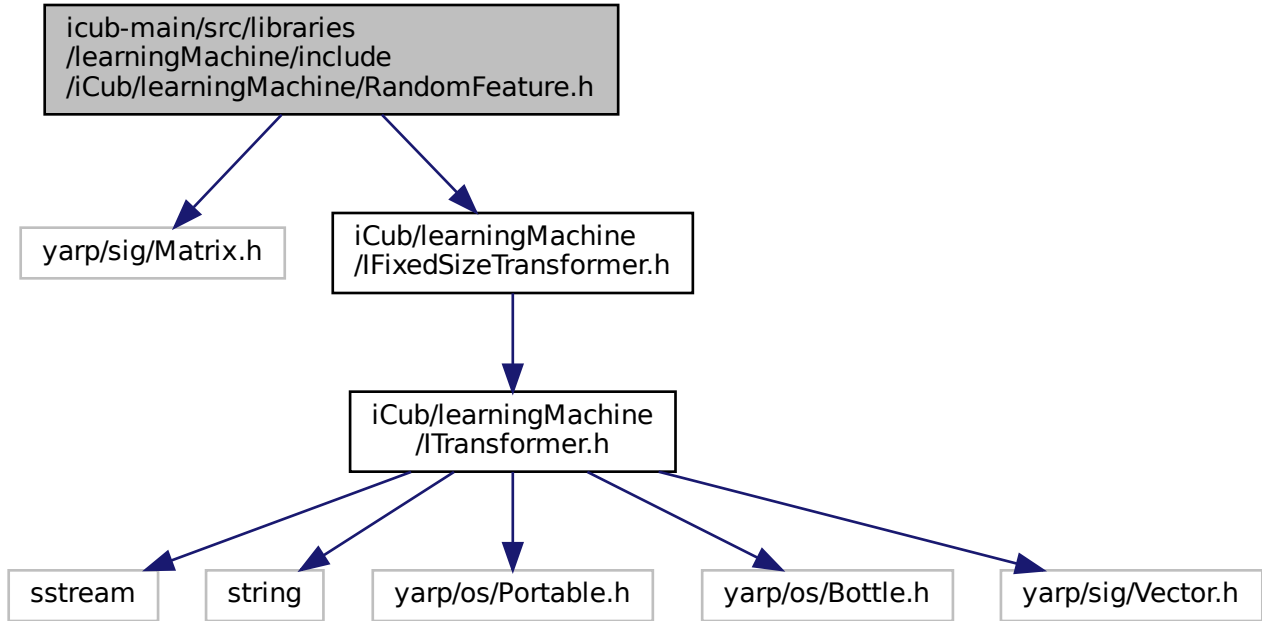 icub-main/src/libraries
/learningMachine/include
/iCub/learningMachine/RandomFeature.h
yarp/sig/Matrix.h
iCub/learningMachine
/IFixedSizeTransformer.h
iCub/learningMachine
/ITransformer.h
sstream
string
yarp/os/Portable.h
yarp/os/Bottle.h
yarp/sig/Vector.h